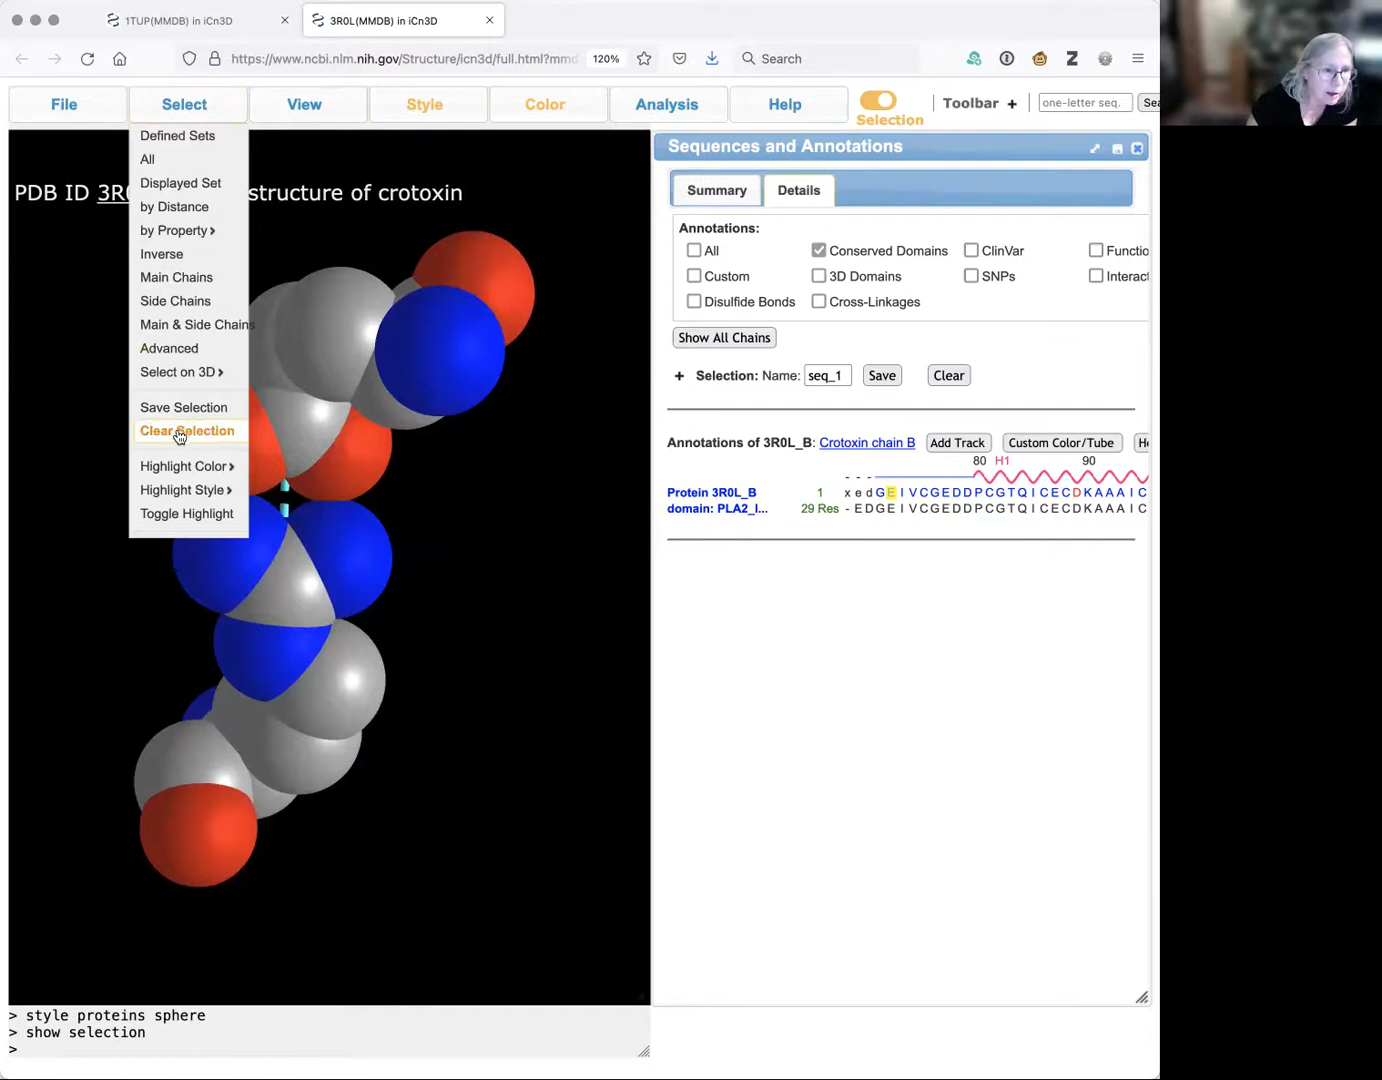 1TUP(MMDB) in iCn3D
3R0L(MMDB) in iCn3D
https://www.ncbi.nlm.nih.gov/Structure/icn3d/full.html?mmd
120%
Search
File
Select
View
Style
Color
Analysis
Help
Selection
Toolbar +
one-letter seq.
Sea
Defined Sets
All
Displayed Set
by Distance
by Property
Inverse
Main Chains
Side Chains
Main & Side Chains
Advanced
Select on 3D
Save Selection
Clear Selection
Highlight Color
Highlight Style
Toggle Highlight
PDB ID 3R0 structure of crotoxin
Sequences and Annotations
Summary
Details
Annotations:
All
Conserved Domains
ClinVar
Functio
Custom
3D Domains
SNPs
Interac
Disulfide Bonds
Cross-Linkages
Show All Chains
+ Selection: Name: seq_1 Save Clear
Annotations of 3R0L_B: Crotoxin chain B Add Track Custom Color/Tube He
80 H1 90
Protein 3R0L_B 1 x e d G E I V C G E D D P C G T Q I C E C D K A A A I C
domain: PLA2_l... 29 Res - E D G E I V C G E D D P C G T Q I C E C D K A A A I C
> style proteins sphere
> show selection
>